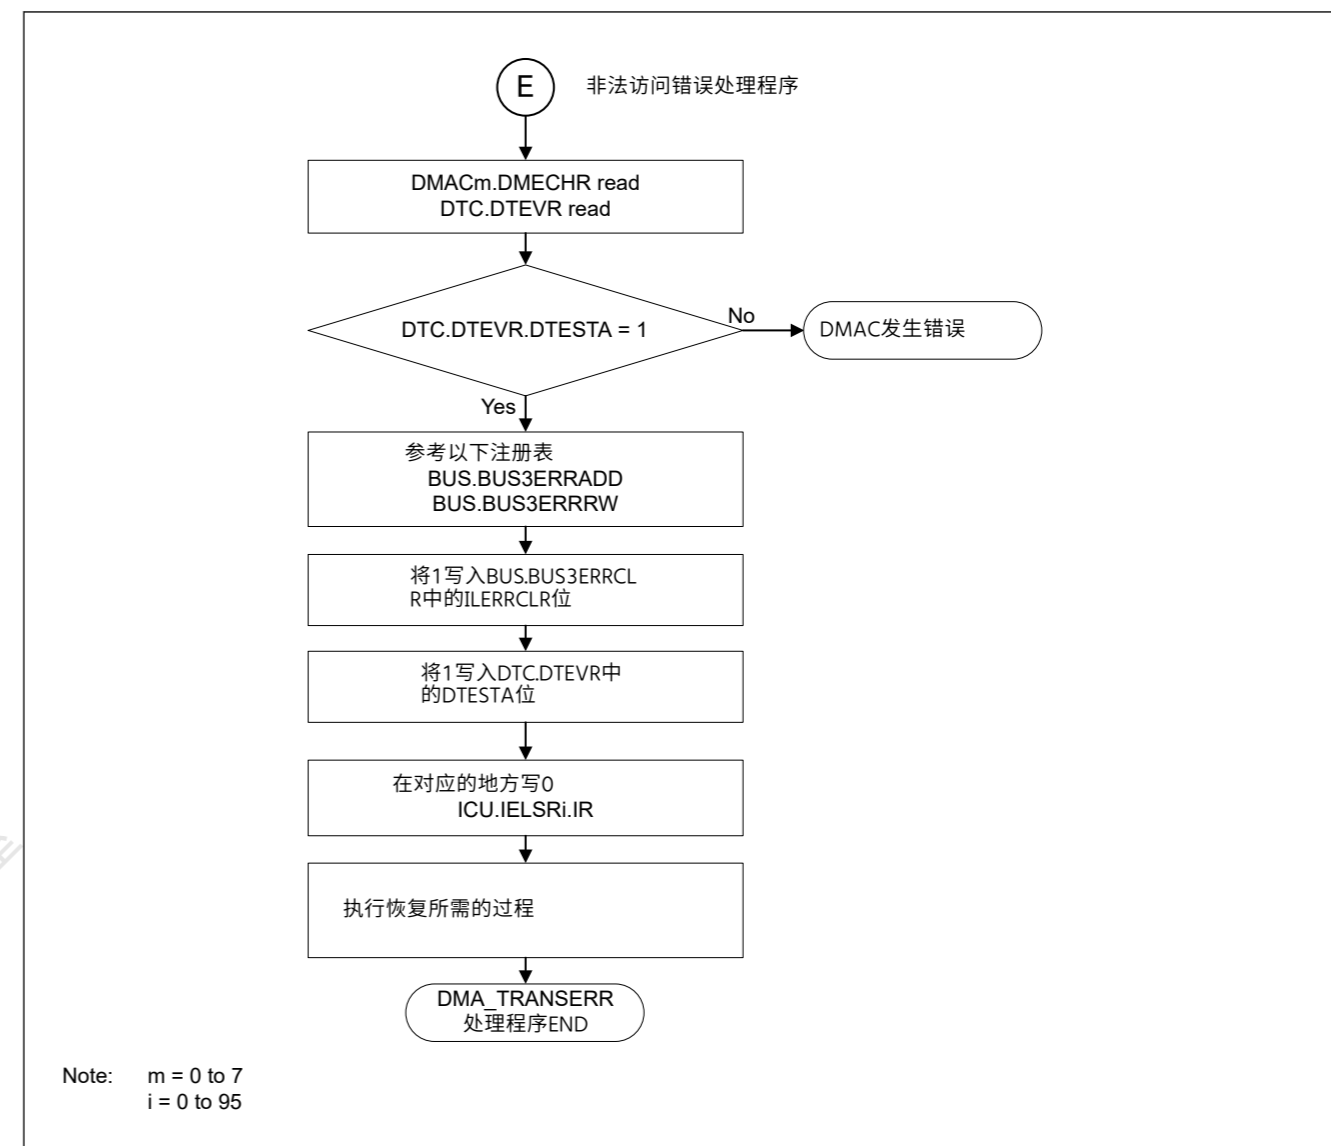 E
非法访问错误处理程序
DMACm.DMECHR read
DTC.DTEVR read
DTC.DTEVR.DTESTA = 1
No
DMAC发生错误
Yes
参考以下注册表
BUS.BUS3ERRADD
BUS.BUS3ERRRW
将1写入BUS.BUS3ERRCL
R中的ILERRCLR位
将1写入DTC.DTEVR中
的DTESTA位
在对应的地方写0
ICU.IELSRi.IR
执行恢复所需的过程
DMA_TRANSERR
处理程序END
Note: m = 0 to 7
i = 0 to 95